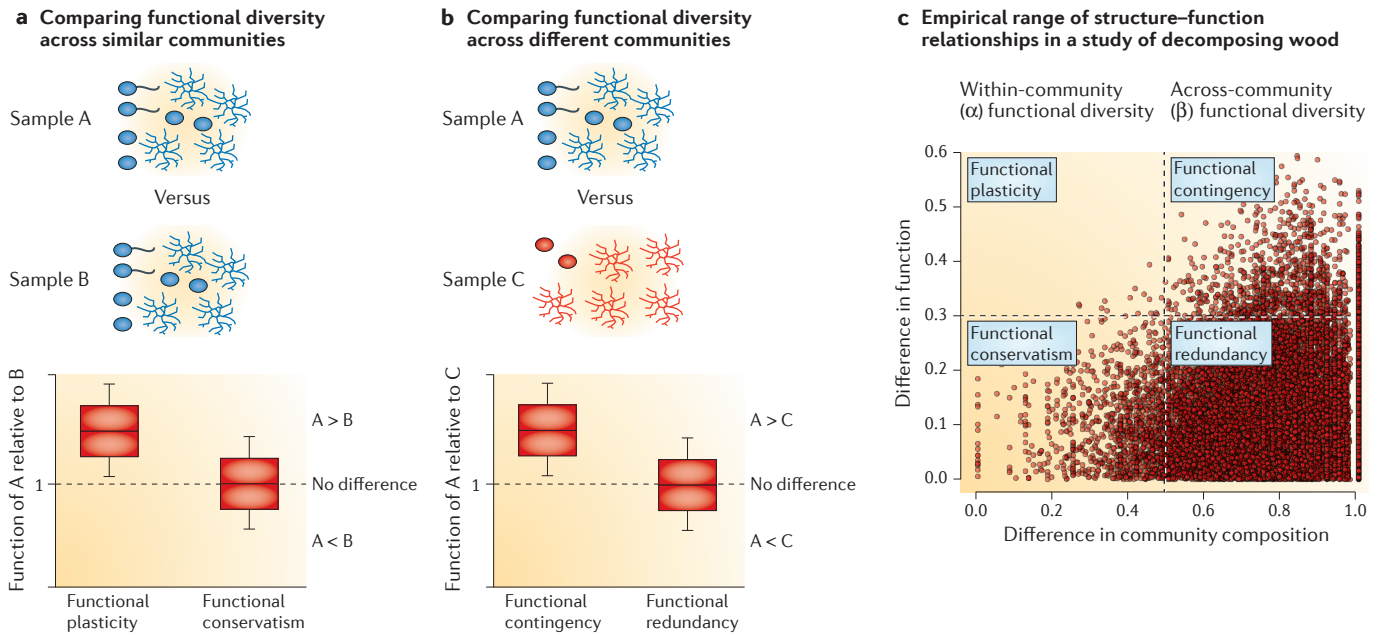 a Comparing functional diversity
across similar communities
Sample A
Versus
Sample B
Function of A relative to B
1
A > B
No difference
A < B
Functional
plasticity
Functional
conservatism
b Comparing functional diversity
across different communities
Sample A
Versus
Sample C
Function of A relative to C
1
A > C
No difference
A < C
Functional
contingency
Functional
redundancy
c Empirical range of structure–function
relationships in a study of decomposing wood
Within-community
(α) functional diversity
Across-community
(β) functional diversity
Difference in function
0.6
0.5
0.4
0.3
0.2
0.1
0.0
Functional
plasticity
Functional
contingency
Functional
conservatism
Functional
redundancy
0.0 0.2 0.4 0.6 0.8 1.0
Difference in community composition